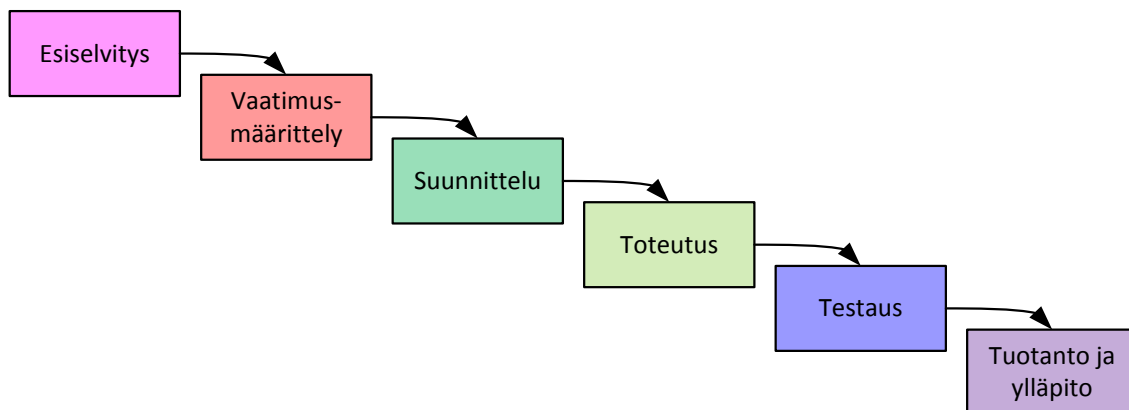 Esiselvitys
Vaatimus-
määrittely
Suunnittelu
Toteutus
Testaus
Tuotanto ja
ylläpito